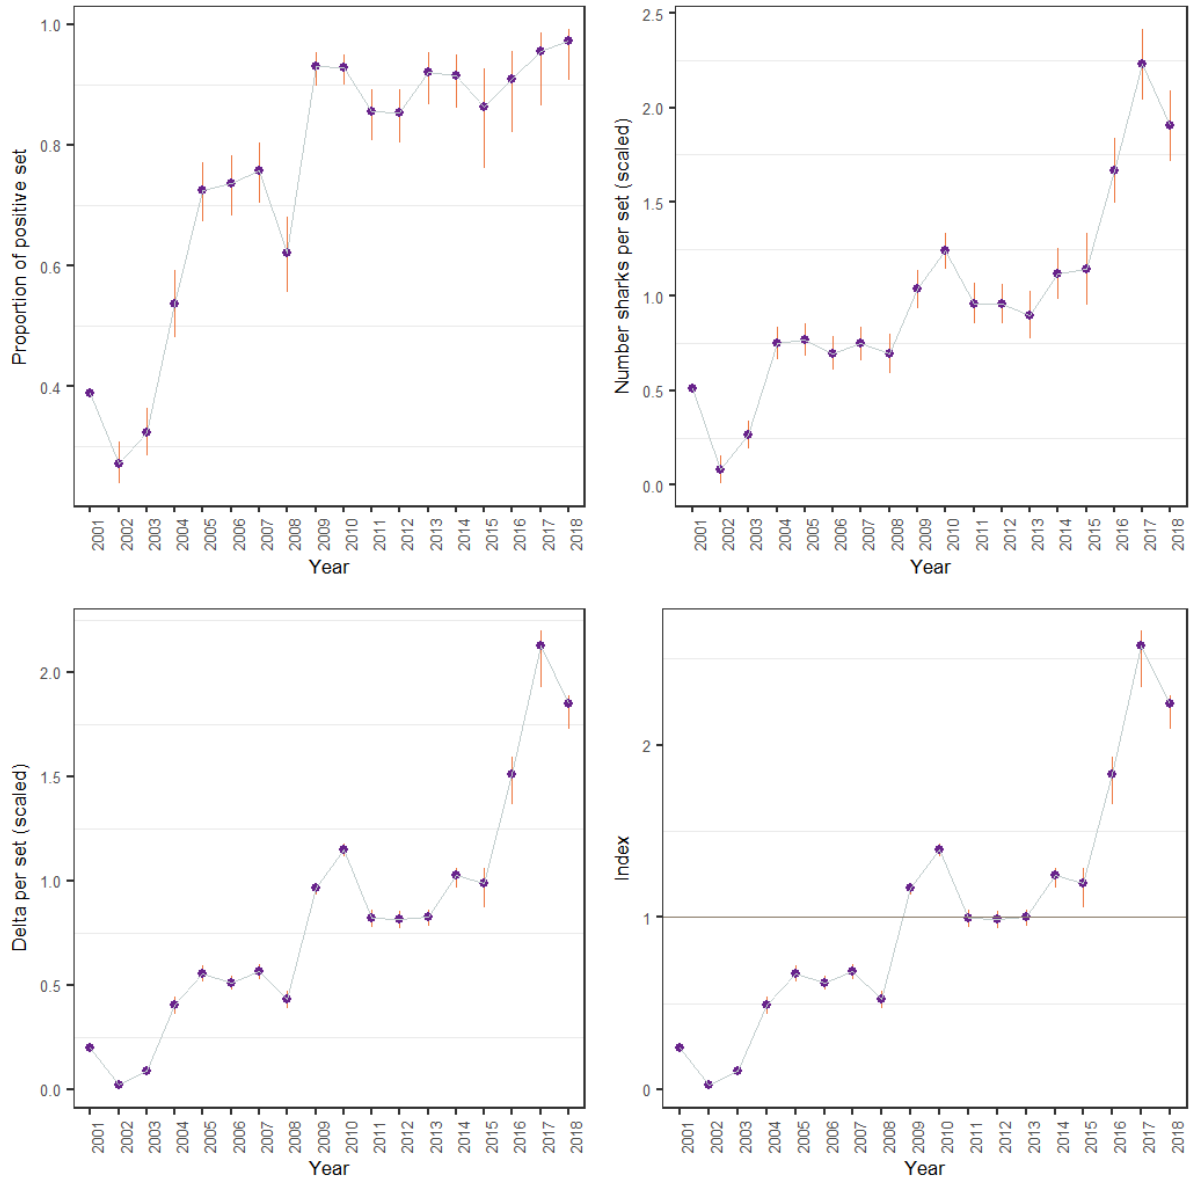 Proportion of positive set
1.0
0.8
0.6
0.4
2001 2002 2003 2004 2005 2006 2007 2008 2009 2010 2011 2012 2013 2014 2015 2016 2017 2018
Year
Number sharks per set (scaled)
2.5
2.0
1.5
1.0
0.5
0.0
2001 2002 2003 2004 2005 2006 2007 2008 2009 2010 2011 2012 2013 2014 2015 2016 2017 2018
Year
Delta per set (scaled)
2.0
1.5
1.0
0.5
0.0
2001 2002 2003 2004 2005 2006 2007 2008 2009 2010 2011 2012 2013 2014 2015 2016 2017 2018
Year
Index
2
1
0
2001 2002 2003 2004 2005 2006 2007 2008 2009 2010 2011 2012 2013 2014 2015 2016 2017 2018
Year